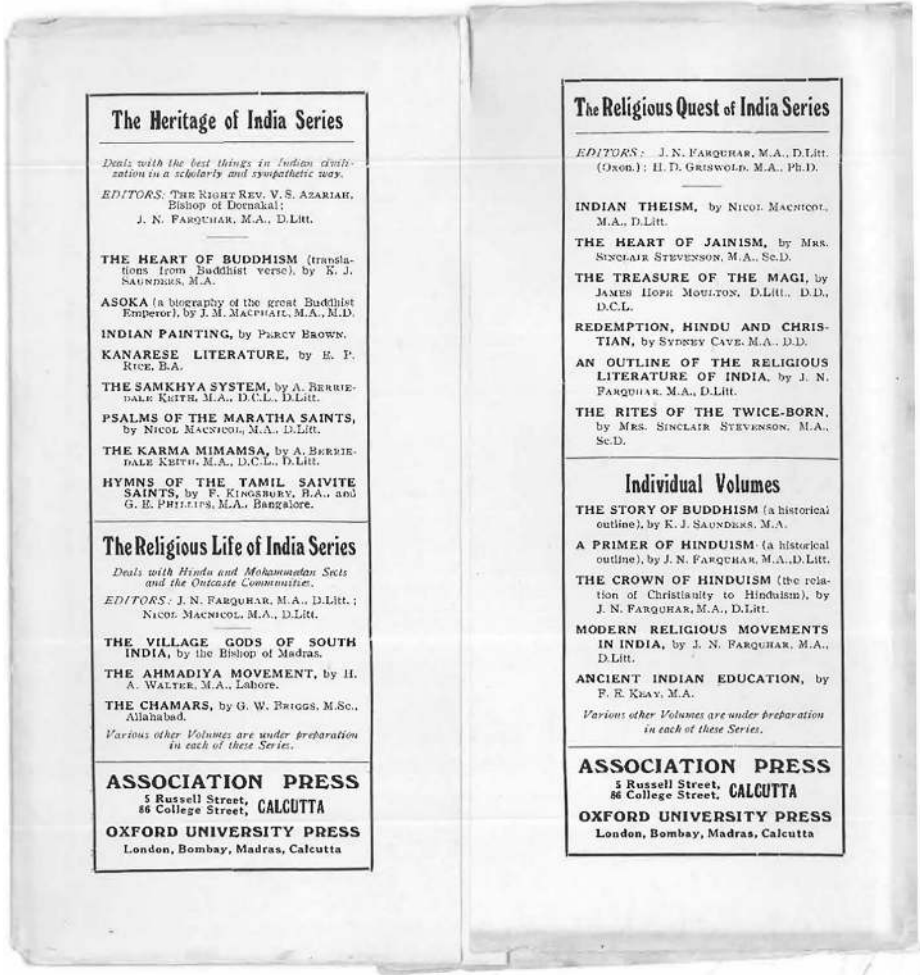 The Heritage of India Series
Deals with the best things in Indian civili-
zation in a scholarly and sympathetic way.
EDITORS: THE RIGHT REV. V. S. AZARIAH,
Bishop of Dornakal;
J. N. FARQUHAR, M.A., D.Litt.
THE HEART OF BUDDHISM (transla-
tions from Buddhist verse), by K. J.
SAUNDERS, M.A.
ASOKA (a biography of the great Buddhist
Emperor), by J. M. MACPHAIL, M.A., M.D.
INDIAN PAINTING, by PERCY BROWN.
KANARESE LITERATURE, by E. P.
RICE, B.A.
THE SAMKHYA SYSTEM, by A. BERRIE-
DALE KEITH, M.A., D.C.L., D.Litt.
PSALMS OF THE MARATHA SAINTS,
by NICOL MACNICOL, M.A., D.Litt.
THE KARMA MIMAMSA, by A. BERRIE-
DALE KEITH, M.A., D.C.L., D.Litt.
HYMNS OF THE TAMIL SAIVITE
SAINTS, by F. KINGSBURY, B.A., and
G. E. PHILLIPS, M.A., Bangalore.
The Religious Life of India Series
Deals with Hindu and Mohammedan Sects
and the Outcaste Communities.
EDITORS: J. N. FARQUHAR, M.A., D.Litt.;
NICOL MACNICOL, M.A., D.Litt.
THE VILLAGE GODS OF SOUTH
INDIA, by the Bishop of Madras.
THE AHMADIYA MOVEMENT, by H.
A. WALTER, M.A., Lahore.
THE CHAMARS, by G. W. BRIGGS, M.Sc.,
Allahabad.
Various other Volumes are under preparation
in each of these Series.
ASSOCIATION PRESS
5 Russell Street,
86 College Street, CALCUTTA
OXFORD UNIVERSITY PRESS
London, Bombay, Madras, Calcutta
The Religious Quest of India Series
EDITORS: J. N. FARQUHAR, M.A., D.Litt.
(Oxon.); H. D. GRISWOLD, M.A., Ph.D.
INDIAN THEISM, by NICOL MACNICOL,
M.A., D.Litt.
THE HEART OF JAINISM, by MRS.
SINCLAIR STEVENSON, M.A., Sc.D.
THE TREASURE OF THE MAGI, by
JAMES HOPE MOULTON, D.Litt., D.D.,
D.C.L.
REDEMPTION, HINDU AND CHRIS-
TIAN, by SYDNEY CAVE, M.A., D.D.
AN OUTLINE OF THE RELIGIOUS
LITERATURE OF INDIA, by J. N.
FARQUHAR, M.A., D.Litt.
THE RITES OF THE TWICE-BORN,
by MRS. SINCLAIR STEVENSON, M.A.,
Sc.D.
Individual Volumes
THE STORY OF BUDDHISM (a historical
outline), by K. J. SAUNDERS, M.A.
A PRIMER OF HINDUISM (a historical
outline), by J. N. FARQUHAR, M.A., D.Litt.
THE CROWN OF HINDUISM (the rela-
tion of Christianity to Hinduism), by
J. N. FARQUHAR, M.A., D.Litt.
MODERN RELIGIOUS MOVEMENTS
IN INDIA, by J. N. FARQUHAR, M.A.,
D.Litt.
ANCIENT INDIAN EDUCATION, by
F. E. KEAY, M.A.
Various other Volumes are under preparation
in each of these Series.
ASSOCIATION PRESS
5 Russell Street,
86 College Street, CALCUTTA
OXFORD UNIVERSITY PRESS
London, Bombay, Madras, Calcutta